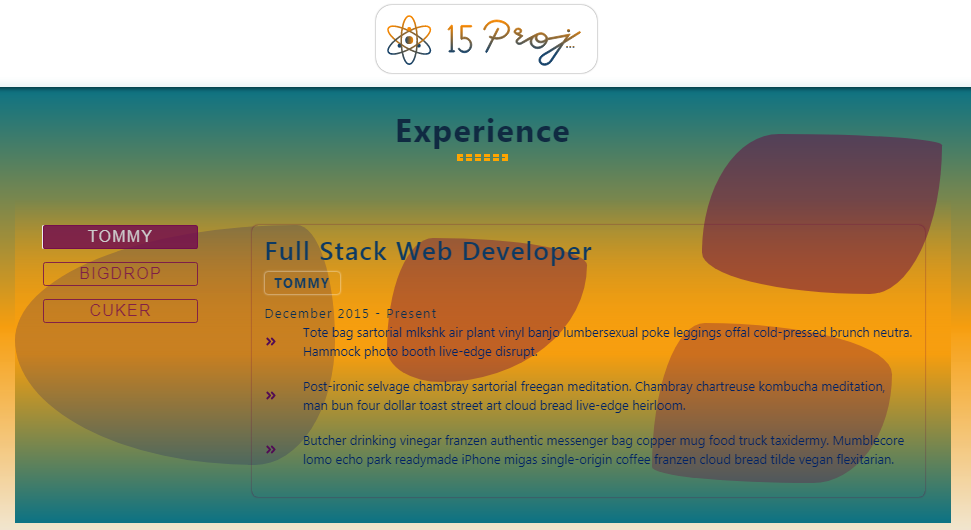 15 Proj...
Experience
TOMMY
BIGDROP
CUKER
Full Stack Web Developer
TOMMY
December 2015 - Present
» Tote bag sartorial mlkshk air plant vinyl banjo lumbersexual poke leggings offal cold-pressed brunch neutra.
Hammock photo booth live-edge disrupt.
» Post-ironic selvage chambray sartorial freegan meditation. Chambray chartreuse kombucha meditation,
man bun four dollar toast street art cloud bread live-edge heirloom.
» Butcher drinking vinegar franzen authentic messenger bag copper mug food truck taxidermy. Mumblecore
lomo echo park readymade iPhone migas single-origin coffee franzen cloud bread tilde vegan flexitarian.